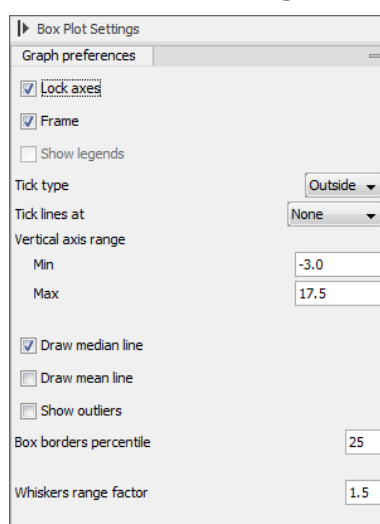 Box Plot Settings
Graph preferences
Lock axes
Frame
Show legends
Tick type Outside
Tick lines at None
Vertical axis range
Min -3.0
Max 17.5
Draw median line
Draw mean line
Show outliers
Box borders percentile 25
Whiskers range factor 1.5